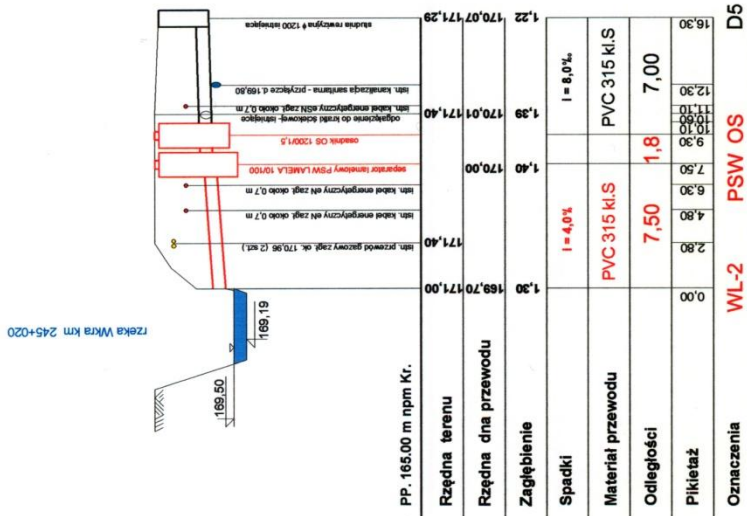 rzeka Wkra km 245+020
169,50
169,19
istn. przewód gazowy zagł. ok. 170,96 (2 szt.)
istn. kabel energetyczny eN zagł. około 0,7 m
istn. kabel energetyczny eN zagł. około 0,7 m
separator lamelowy PSW LAMELA 10/100
osadnik OS 1200/1,5
odgałęzienie do kratki ściekowej- istniejące
istn. kabel energetyczny eSN zagł. około 0,7 m
istn. kanalizacja sanitarna - przyłącze d.169,80
studnia rewizyjna ϕ 1200 istniejąca
PP. 165.00 m npm Kr.
Rzędna terenu 171,00 171,40 171,40 171,29
Rzędna dna przewodu 169,70 170,00 170,01 170,07
Zagłębienie 1,30 1,40 1,39 1,22
Spadki i = 4,0% i = 8,0‰
Materiał przewodu PVC 315 kl.S PVC 315 kl.S
Odległości 7,50 1,8 7,00
Pikietaż 0,00 2,80 4,80 6,30 7,50 9,30 10,10 10,60 11,10 12,30 16,30
Oznaczenia WL-2 PSW OS D5